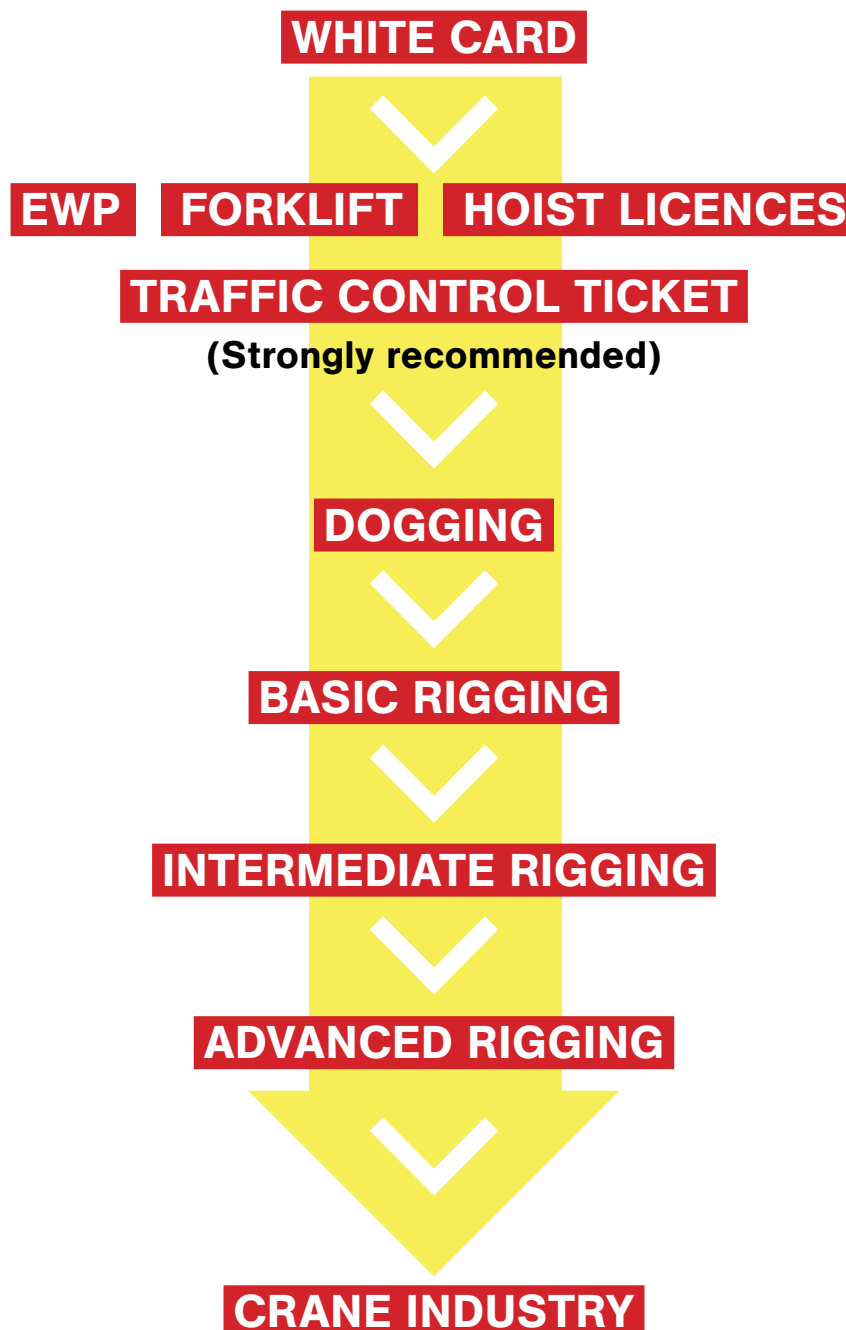 WHITE CARD
EWP FORKLIFT HOIST LICENCES
TRAFFIC CONTROL TICKET
(Strongly recommended)
DOGGING
BASIC RIGGING
INTERMEDIATE RIGGING
ADVANCED RIGGING
CRANE INDUSTRY